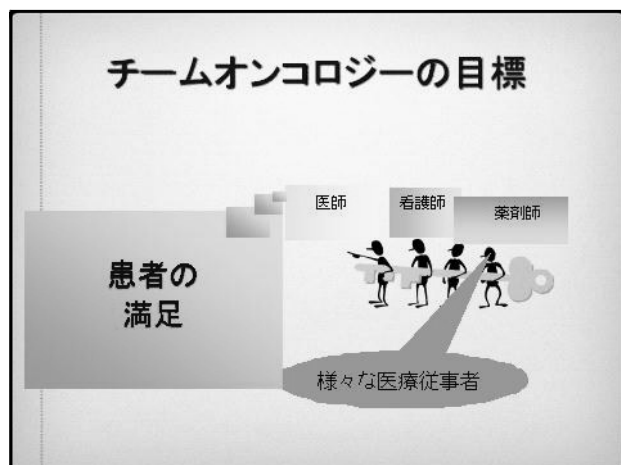 チームオンコロジーの目標
医師
看護師
薬剤師
患者の
満足
様々な医療従事者